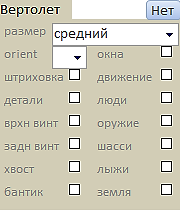 Вертолет Нет
размер средний
orient окна
штриховка движение
детали люди
врхн винт оружие
задн винт шасси
хвост лыжи
бантик земля